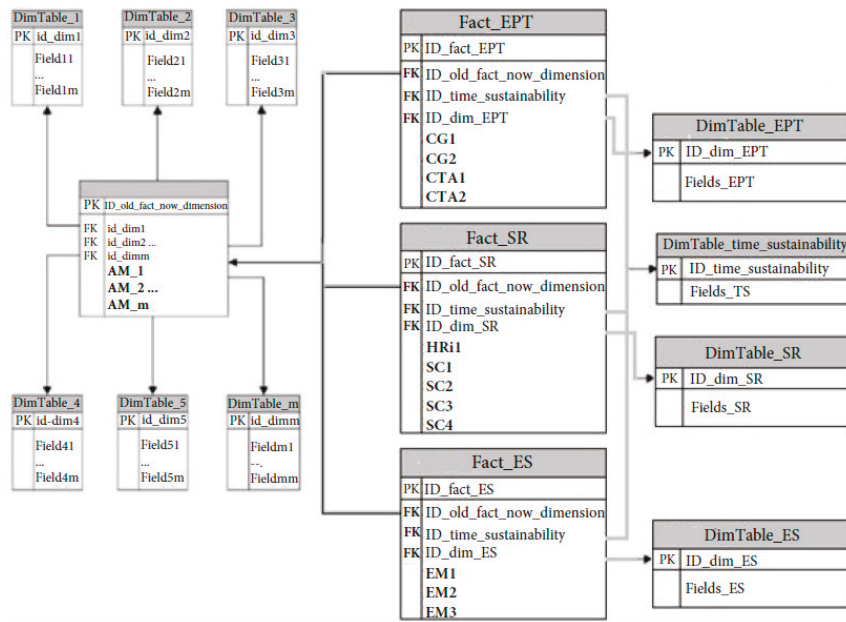 DimTable_1
PK id_dim1
Field11
...
Field1m
DimTable_2
PK id_dim2
Field21
...
Field2m
DimTable_3
PK id_dim3
Field31
...
Field3m
PK ID_old_fact_now_dimension
FK id_dim1
FK id_dim2 ...
FK id_dimm
AM_1
AM_2 ...
AM_m
DimTable_4
PK id-dim4
Field41
...
Field4m
DimTable_5
PK id_dim5
Field51
...
Field5m
DimTable_m
PK id_dimm
Fieldm1
--.
Fieldmm
Fact_EPT
PK ID_fact_EPT
FK ID_old_fact_now_dimension
FK ID_time_sustainability
FK ID_dim_EPT
CG1
CG2
CTA1
CTA2
Fact_SR
PK ID_fact_SR
FK ID_old_fact_now_dimension
FK ID_time_sustainability
FK ID_dim_SR
HRi1
SC1
SC2
SC3
SC4
Fact_ES
PK ID_fact_ES
FK ID_old_fact_now_dimension
FK ID_time_sustainability
FK ID_dim_ES
EM1
EM2
EM3
DimTable_EPT
PK ID_dim_EPT
Fields_EPT
DimTable_time_sustainability
PK ID_time_sustainability
Fields_TS
DimTable_SR
PK ID_dim_SR
Fields_SR
DimTable_ES
PK ID_dim_ES
Fields_ES